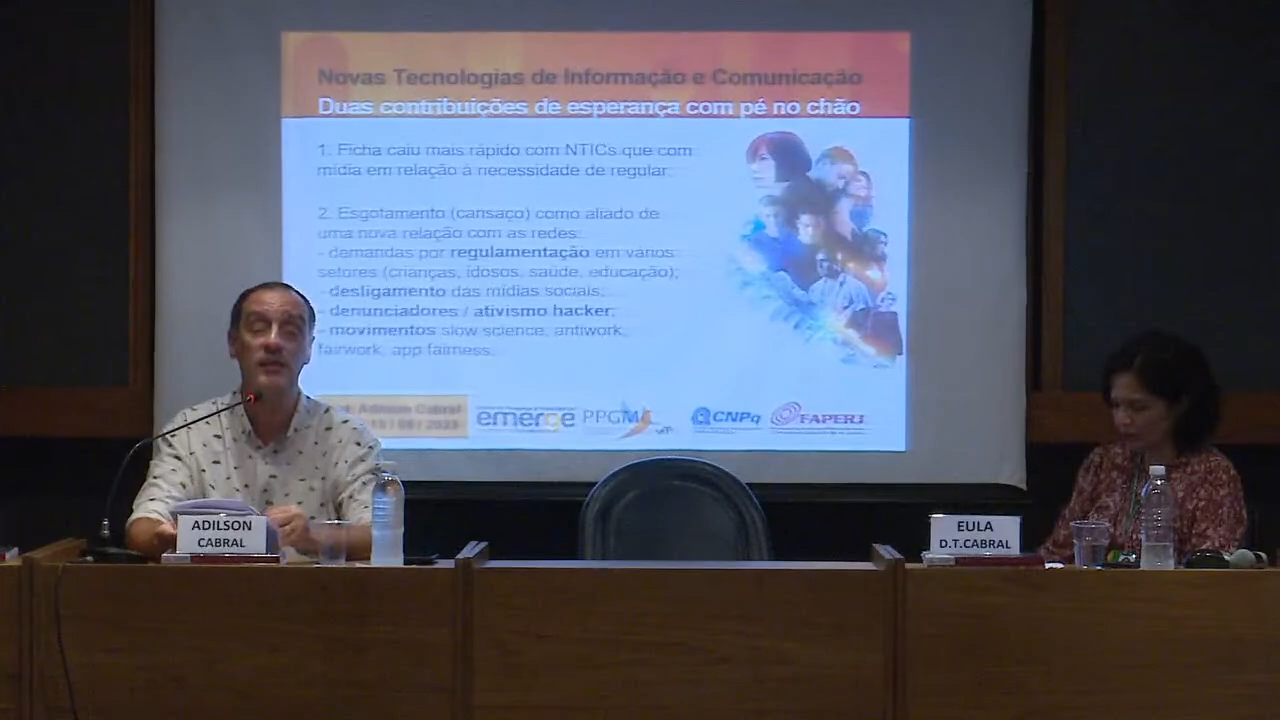 Novas Tecnologias de Informação e Comunicação
Duas contribuições de esperança com pé no chão
1. Ficha caiu mais rápido com NTICs que com
mídia em relação à necessidade de regular.
2. Esgotamento (cansaço) como aliado de
uma nova relação com as redes:
- demandas por regulamentação em vários
setores (crianças, idosos, saúde, educação);
- desligamento das mídias sociais;
- denunciadores / ativismo hacker;
- movimentos slow science, antiwork,
fairwork, app fairness.
Adilson Cabral
emerge
PPGM
CNPq
FAPERJ
ADILSON
CABRAL
EULA
D.T.CABRAL